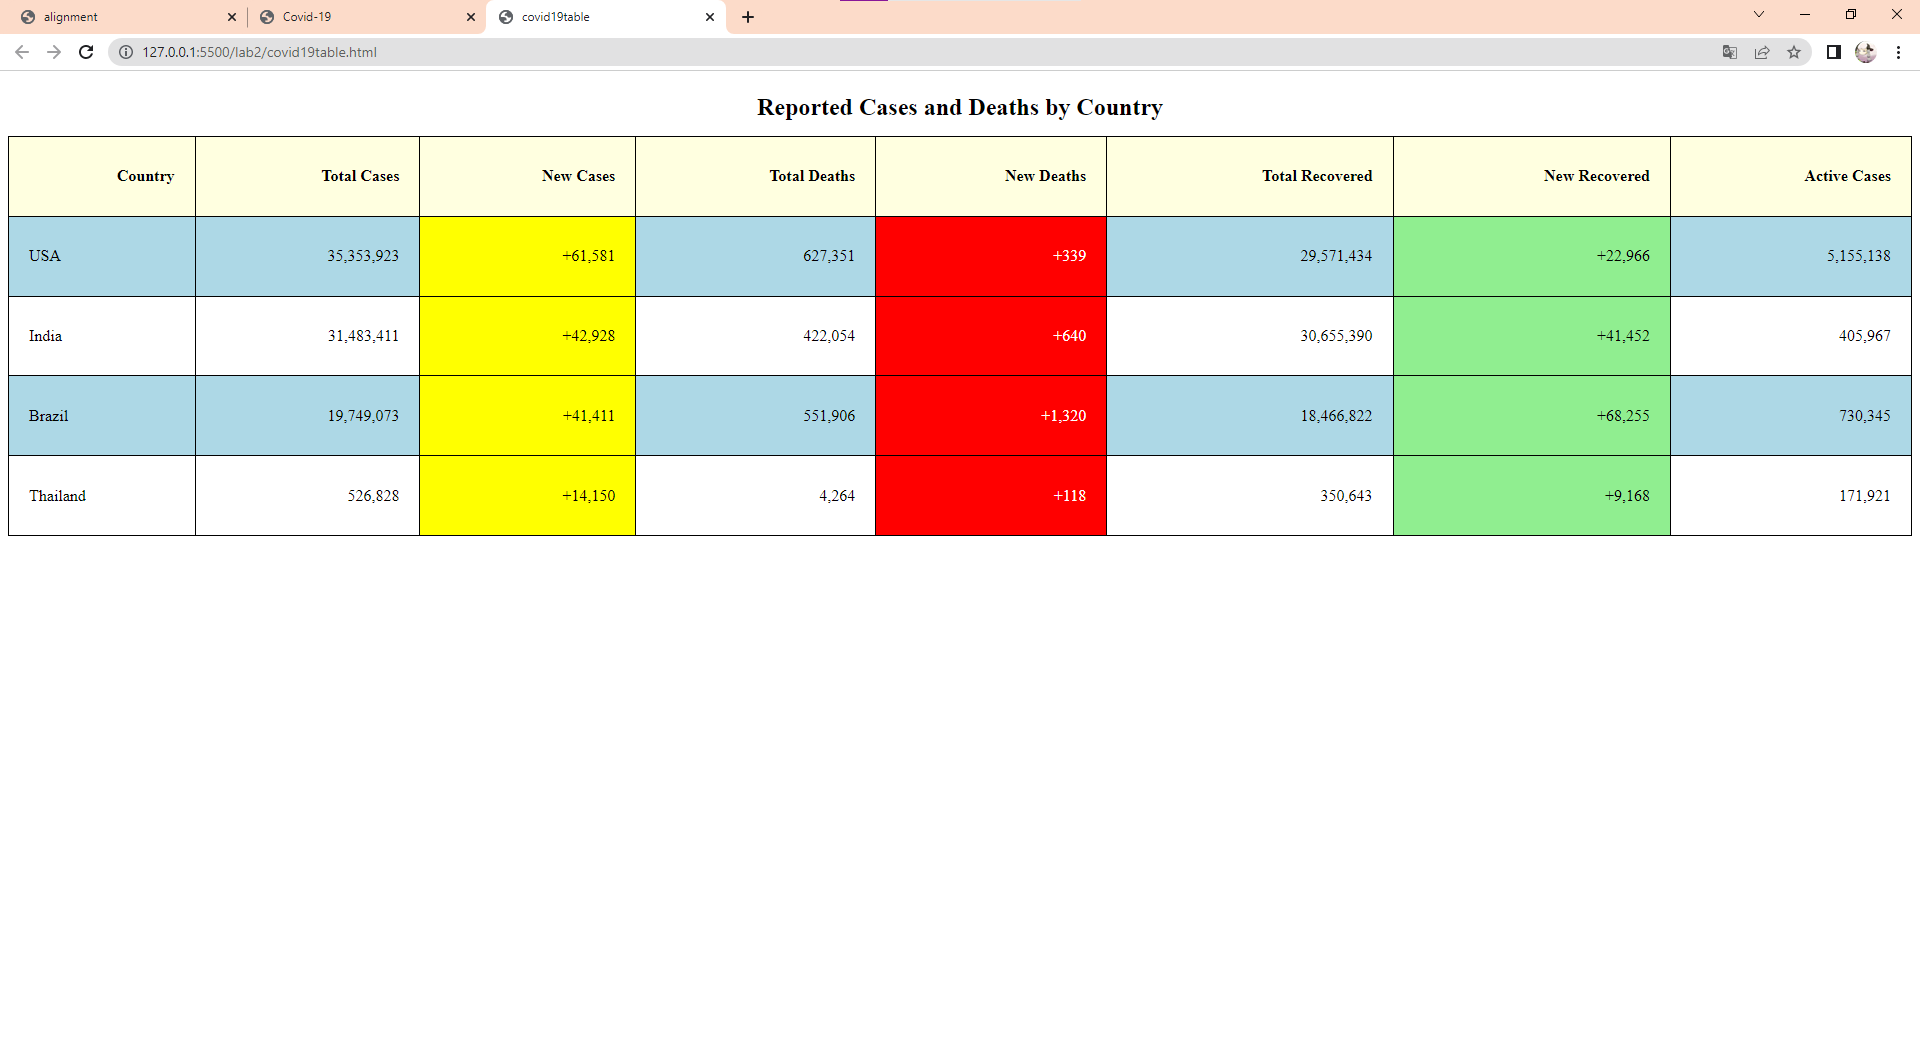 alignment Covid-19 covid19table
127.0.0.1:5500/lab2/covid19table.html
Reported Cases and Deaths by Country
Country Total Cases New Cases Total Deaths New Deaths Total Recovered New Recovered Active Cases
USA 35,353,923 +61,581 627,351 +339 29,571,434 +22,966 5,155,138
India 31,483,411 +42,928 422,054 +640 30,655,390 +41,452 405,967
Brazil 19,749,073 +41,411 551,906 +1,320 18,466,822 +68,255 730,345
Thailand 526,828 +14,150 4,264 +118 350,643 +9,168 171,921